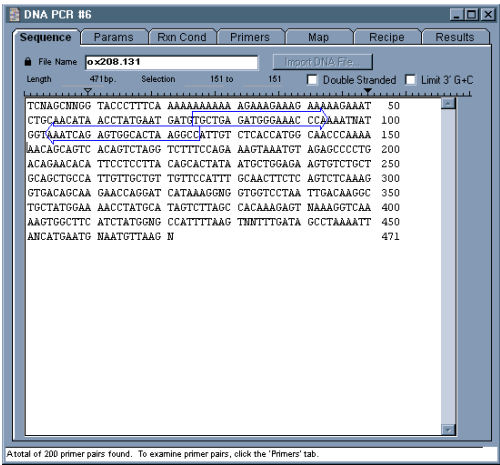 DNA PCR #6
Sequence Params Rxn Cond Primers Map Recipe Results
File Name ox208.131 Import DNA File...
Length 471bp. Selection 151 to 151 Double Stranded Limit 3' G+C
TCNAGCNNGG TACCCTTTCA AAAAAAAAAA AGAAAGAAAG AAAAAGAAAT 50
CTGCAACATA ACCTATGAAT GATGTGCTGA GATGGGAAAC CCAAAATNAT 100
GGTAAATCAG AGTGGCACTA AGGCCATTGT CTCACCATGG CAACCCAAAA 150
AACAGCAGTC ACAGTCTAGG TCTTTCCAGA AAGTAAATGT AGAGCCCCTG 200
ACAGAACACA TTCCTCCTTA CAGCACTATA ATGCTGGAGA AGTGTCTGCT 250
GCAGCTGCCA TTGTTGCTGT TGTTCCATTT GCAACTTCTC AGTCTCAAAG 300
GTGACAGCAA GAACCAGGAT CATAAAGGNG GTGGTCCTAA TTGACAAGGC 350
TGCTATGGAA AACCTATGCA TAGTCTTAGC CACAAAGAGT NAAAGGTCAA 400
AAGTGGCTTC ATCTATGGNG CCATTTTAAG TNNTTTGATA GCCTAAAATT 450
ANCATGAATG NAATGTTAAG N 471
A total of 200 primer pairs found. To examine primer pairs, click the 'Primers' tab.